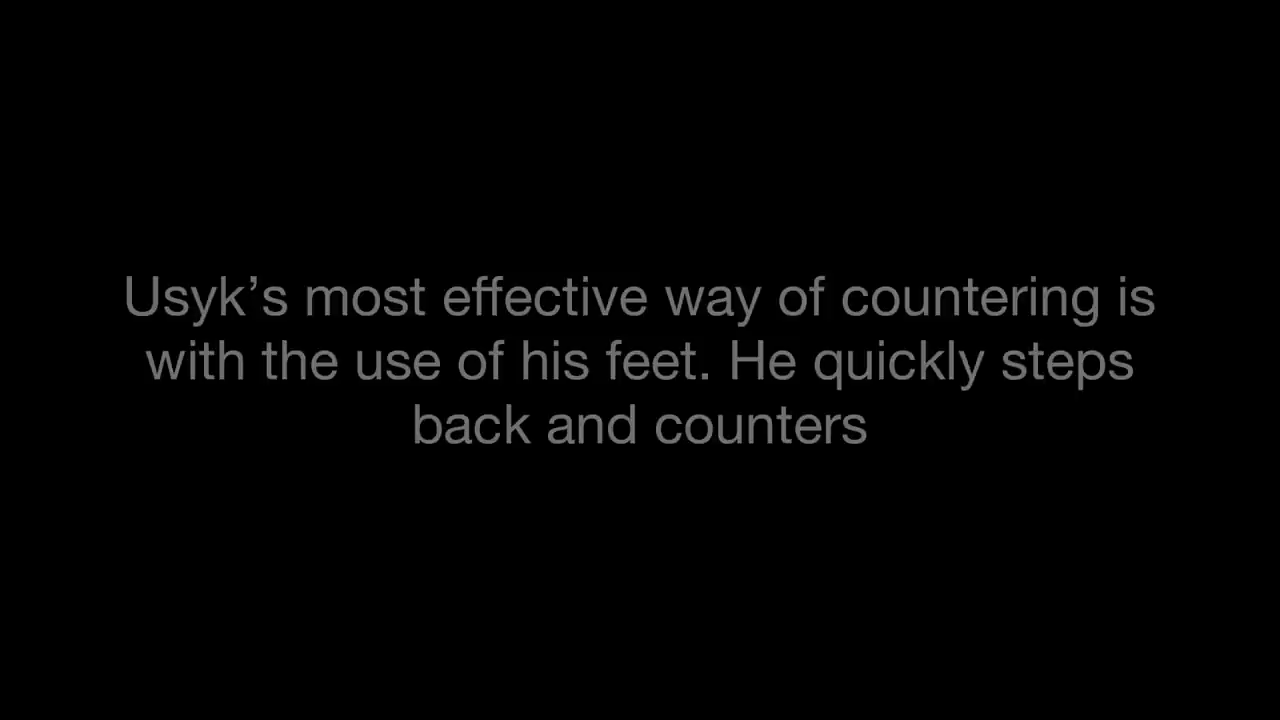 Usyk’s most effective way of countering is
with the use of his feet. He quickly steps
back and counters